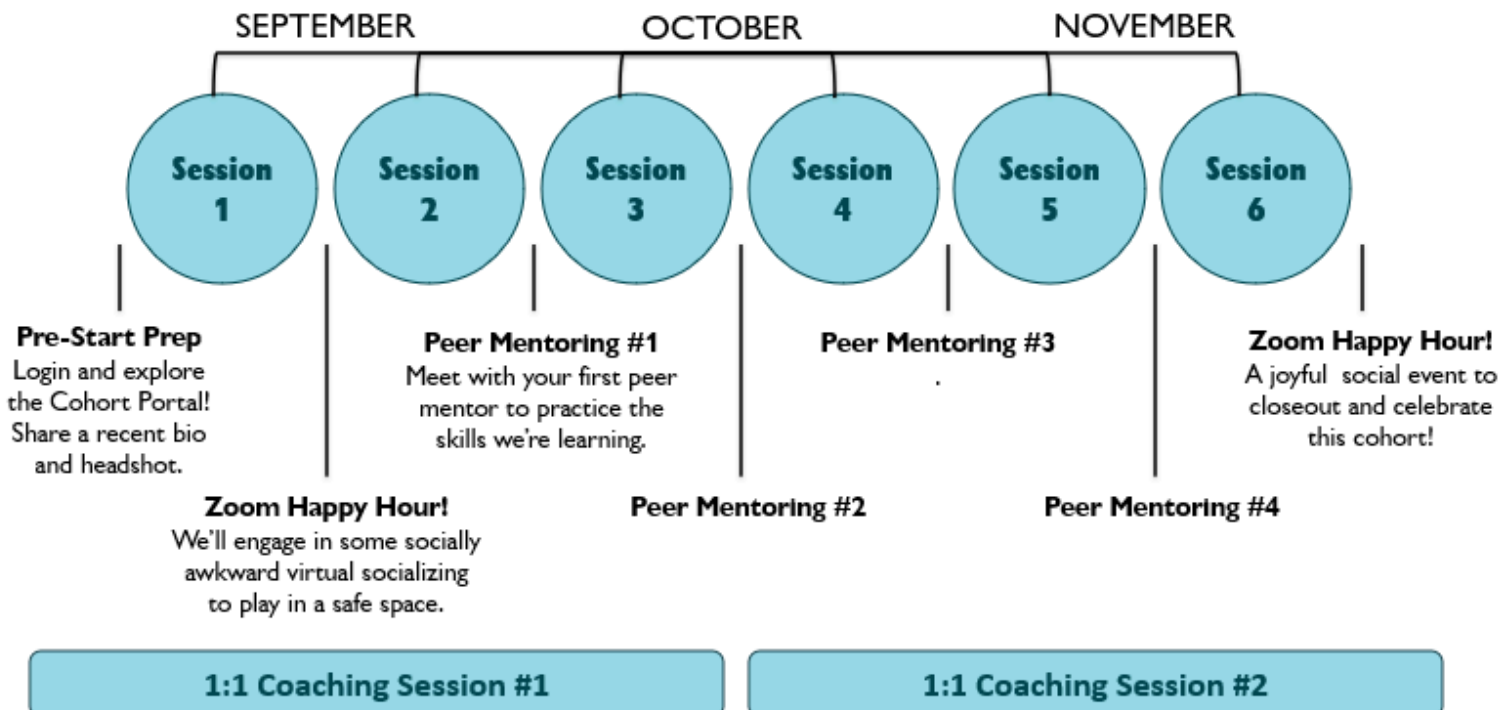 SEPTEMBER
OCTOBER
NOVEMBER
Session
1
Session
2
Session
3
Session
4
Session
5
Session
6
Pre-Start Prep
Login and explore
the Cohort Portal!
Share a recent bio
and headshot.
Zoom Happy Hour!
We'll engage in some socially
awkward virtual socializing
to play in a safe space.
Peer Mentoring #1
Meet with your first peer
mentor to practice the
skills we're learning.
Peer Mentoring #2
Peer Mentoring #3
.
Peer Mentoring #4
Zoom Happy Hour!
A joyful  social event to
closeout and celebrate
this cohort!
1:1 Coaching Session #1
1:1 Coaching Session #2